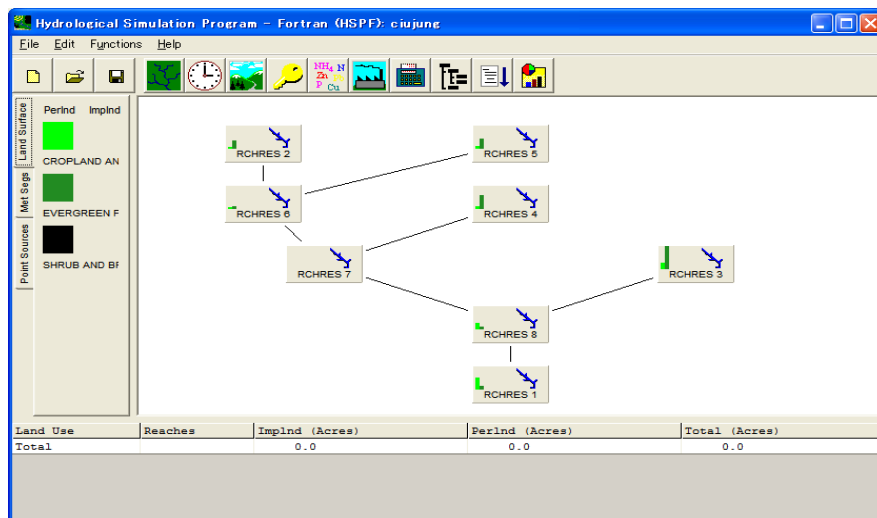 Hydrological Simulation Program - Fortran (HSPF): ciujung
File Edit Functions Help
NH4 N
Zn
P Cu
Land Surface
Met Segs
Point Sources
PerInd ImpInd
CROPLAND AN
EVERGREEN F
SHRUB AND BF
RCHRES 2
RCHRES 5
RCHRES 6
RCHRES 4
RCHRES 7
RCHRES 3
RCHRES 8
RCHRES 1
Land Use Reaches ImpInd (Acres) PerInd (Acres) Total (Acres)
Total 0.0 0.0 0.0